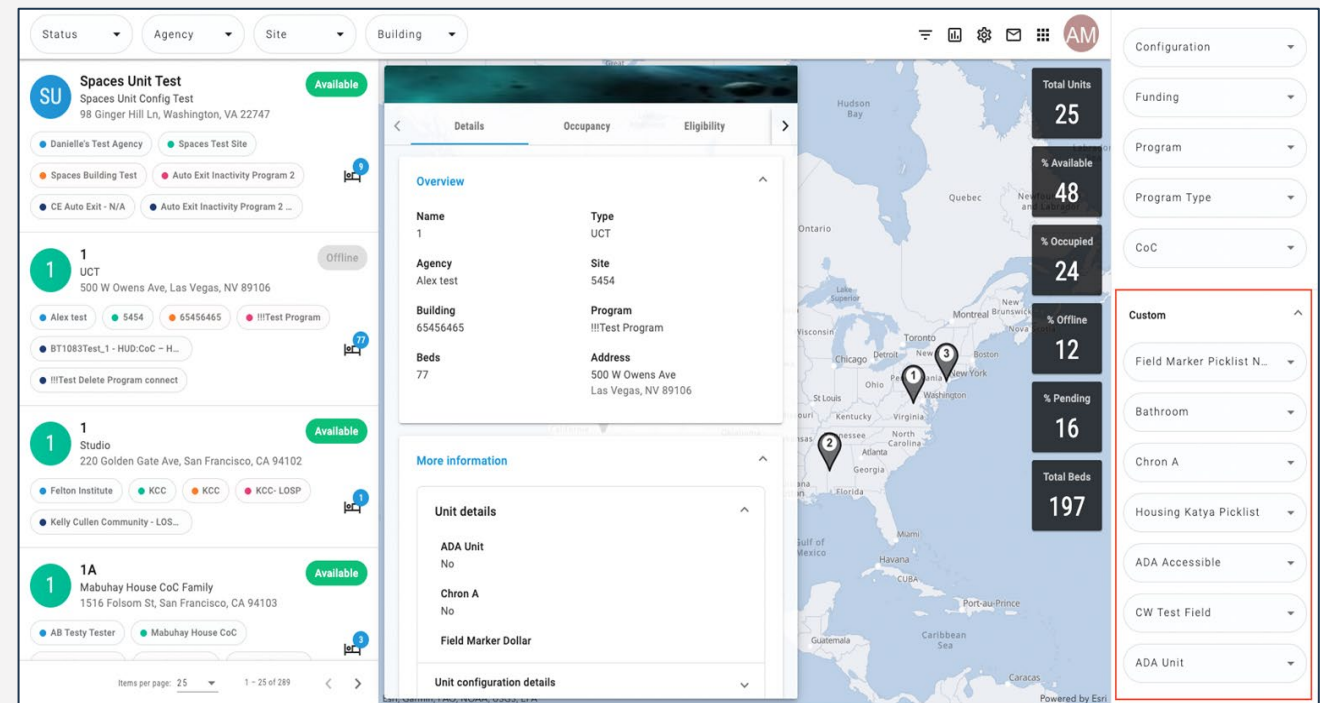 Status
Agency
Site
Building
AM
SU
Spaces Unit Test
Available
Spaces Unit Config Test
98 Ginger Hill Ln, Washington, VA 22747
Danielle's Test Agency
Spaces Test Site
Spaces Building Test
Auto Exit Inactivity Program 2
9
CE Auto Exit - N/A
Auto Exit Inactivity Program 2 ...
1
1
Offline
UCT
500 W Owens Ave, Las Vegas, NV 89106
Alex test
5454
65456465
!!!Test Program
BT1083Test_1 - HUD:CoC – H...
77
!!!Test Delete Program connect
1
1
Available
Studio
220 Golden Gate Ave, San Francisco, CA 94102
Felton Institute
KCC
KCC
KCC- LOSP
1
Kelly Cullen Community - LOS...
1
1A
Available
Mabuhay House CoC Family
1516 Folsom St, San Francisco, CA 94103
AB Testy Tester
Mabuhay House CoC
3
Items per page: 25
1 – 25 of 289
Details
Occupancy
Eligibility
Overview
Name
Type
1
UCT
Agency
Site
Alex test
5454
Building
Program
65456465
!!!Test Program
Beds
Address
77
500 W Owens Ave
Las Vegas, NV 89106
More information
Unit details
ADA Unit
No
Chron A
No
Field Marker Dollar
Unit configuration details
Great
Hudson
Bay
Quebec
Ontario
Lake
Superior
Montreal
New
Brunswick
Toronto
Chicago
Detroit
New
3
Boston
1
New York
Ohio
St Louis
Washington
Kentucky
Virginia
2
North
Carolina
Atlanta
Georgia
Florida
Miami
Gulf of
Mexico
Havana
CUBA
Port-au-Prince
Guatemala
Caribbean
Sea
Caracas
Powered by Esri
Total Units
25
% Available
48
% Occupied
24
% Offline
12
% Pending
16
Total Beds
197
Configuration
Funding
Program
Program Type
CoC
Custom
Field Marker Picklist N...
Bathroom
Chron A
Housing Katya Picklist
ADA Accessible
CW Test Field
ADA Unit